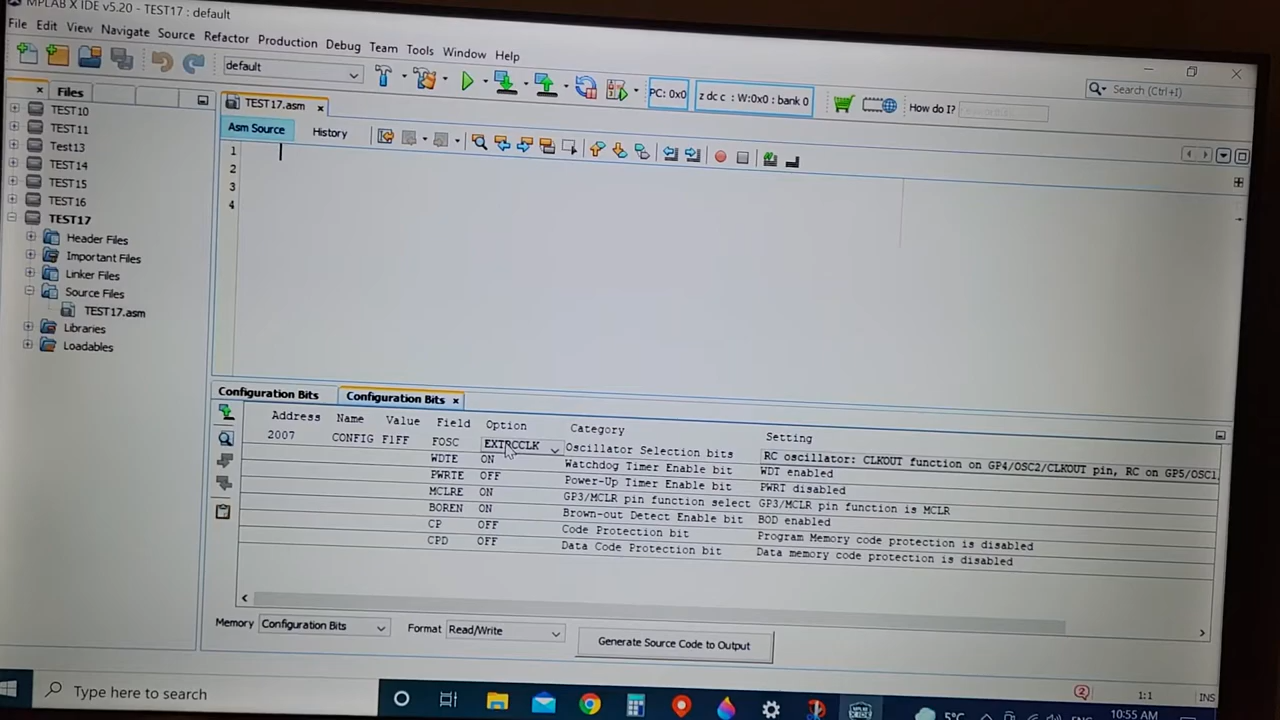 MPLAB X IDE v5.20 - TEST17 : default
File Edit View Navigate Source Refactor Production Debug Team Tools Window Help
default
PC: 0x0
z dc c : W:0x0 : bank 0
How do I?
Search (Ctrl+I)
Files
TEST10
TEST11
Test13
TEST14
TEST15
TEST16
TEST17
Header Files
Important Files
Linker Files
Source Files
TEST17.asm
Libraries
Loadables
TEST17.asm
Asm Source History
1
2
3
4
Configuration Bits Configuration Bits
Address Name Value Field Option Category Setting
2007 CONFIG F1FF FOSC EXTRCCLK Oscillator Selection bits RC oscillator: CLKOUT function on GP4/OSC2/CLKOUT pin, RC on GP5/OSC1
WDTE ON Watchdog Timer Enable bit WDT enabled
PWRTE OFF Power-Up Timer Enable bit PWRT disabled
MCLRE ON GP3/MCLR pin function select GP3/MCLR pin function is MCLR
BOREN ON Brown-out Detect Enable bit BOD enabled
CP OFF Code Protection bit Program Memory code protection is disabled
CPD OFF Data Code Protection bit Data memory code protection is disabled
Memory Configuration Bits Format Read/Write Generate Source Code to Output
2 1:1 INS
Type here to search
5°C ENG 10:55 AM